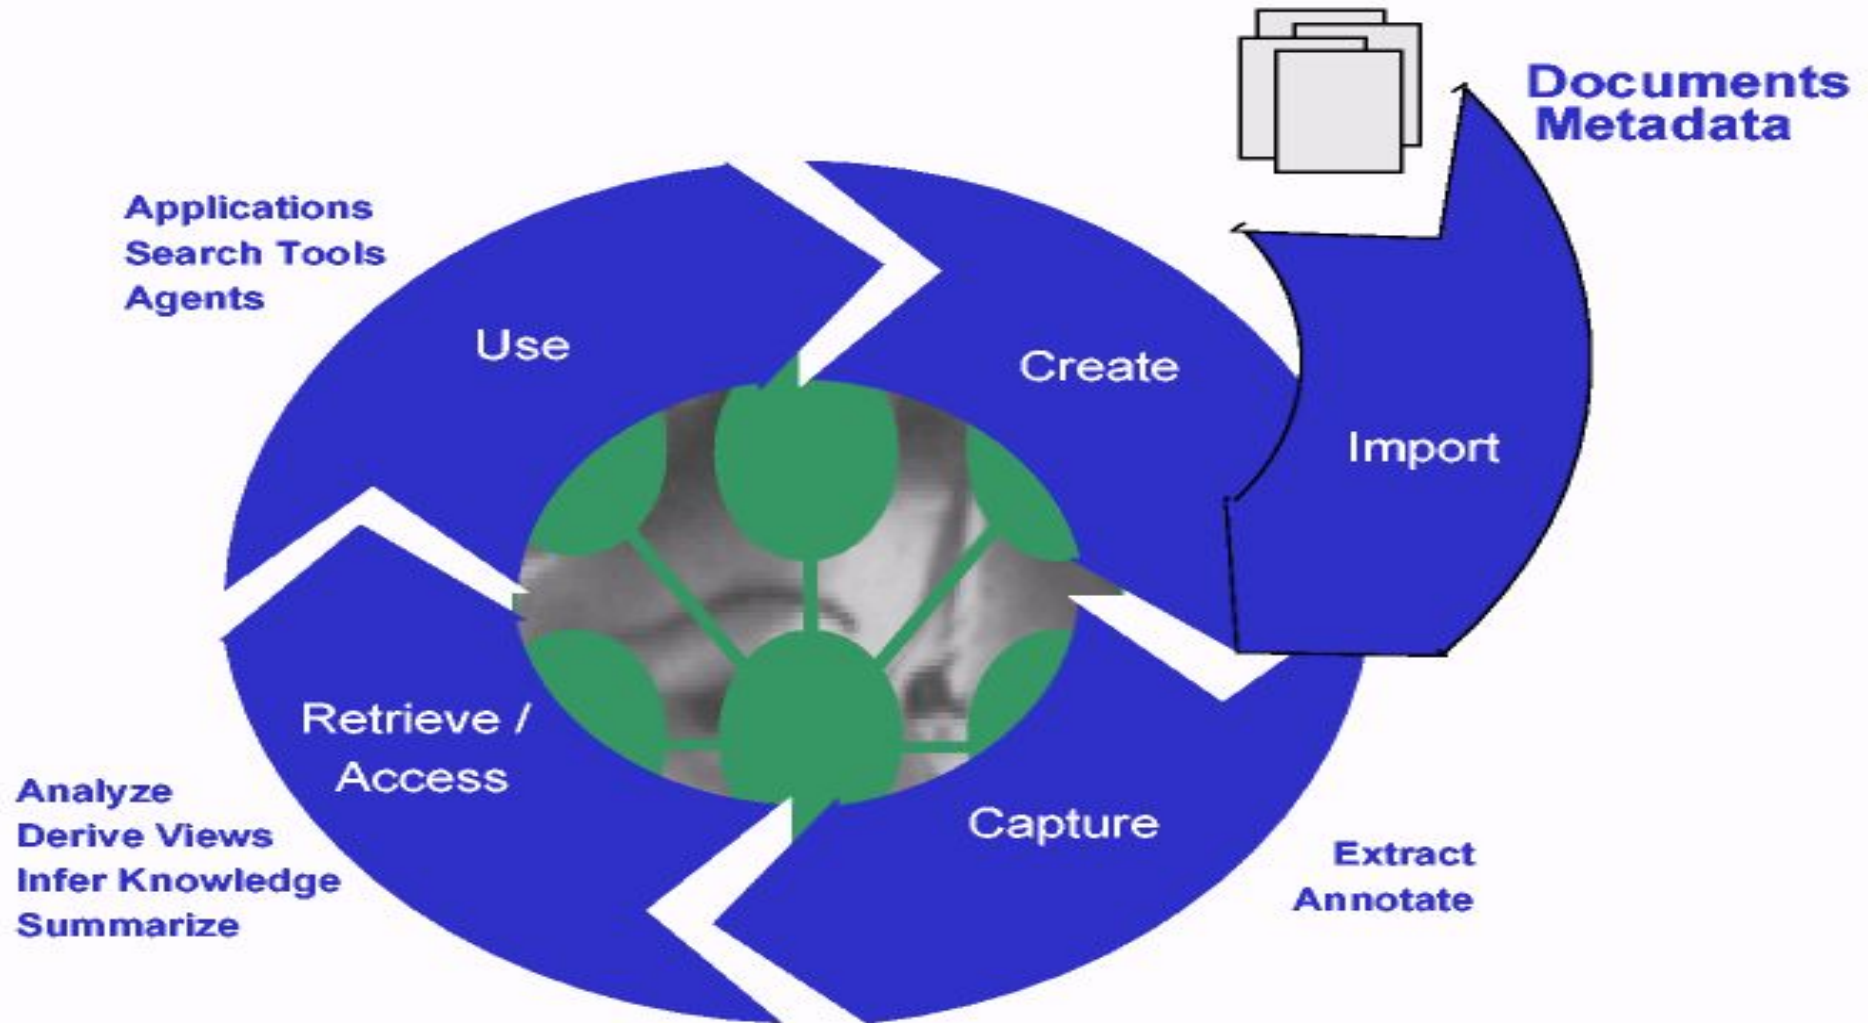 Documents
Metadata
Applications
Search Tools
Agents
Use
Create
Import
Retrieve /
Access
Analyze
Derive Views
Infer Knowledge
Summarize
Capture
Extract
Annotate